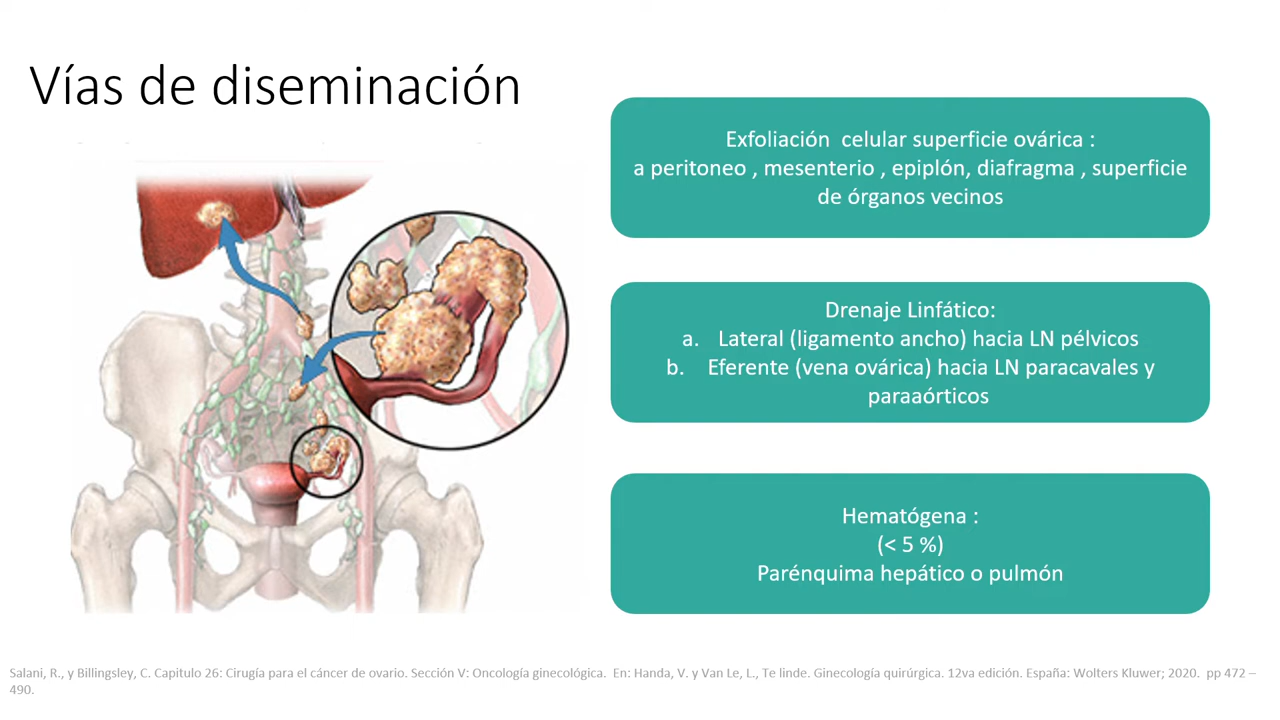 Vías de diseminación
Exfoliación  celular superficie ovárica :
a peritoneo , mesenterio , epiplón, diafragma , superficie
de órganos vecinos
Drenaje Linfático:
a. Lateral (ligamento ancho) hacia LN pélvicos
b. Eferente (vena ovárica) hacia LN paracavales y
paraaórticos
Hematógena :
(< 5 %)
Parénquima hepático o pulmón
Salani, R., y Billingsley, C. Capitulo 26: Cirugía para el cáncer de ovario. Sección V: Oncología ginecológica.  En: Handa, V. y Van Le, L., Te linde. Ginecología quirúrgica. 12va edición. España: Wolters Kluwer; 2020.  pp 472 –
490.